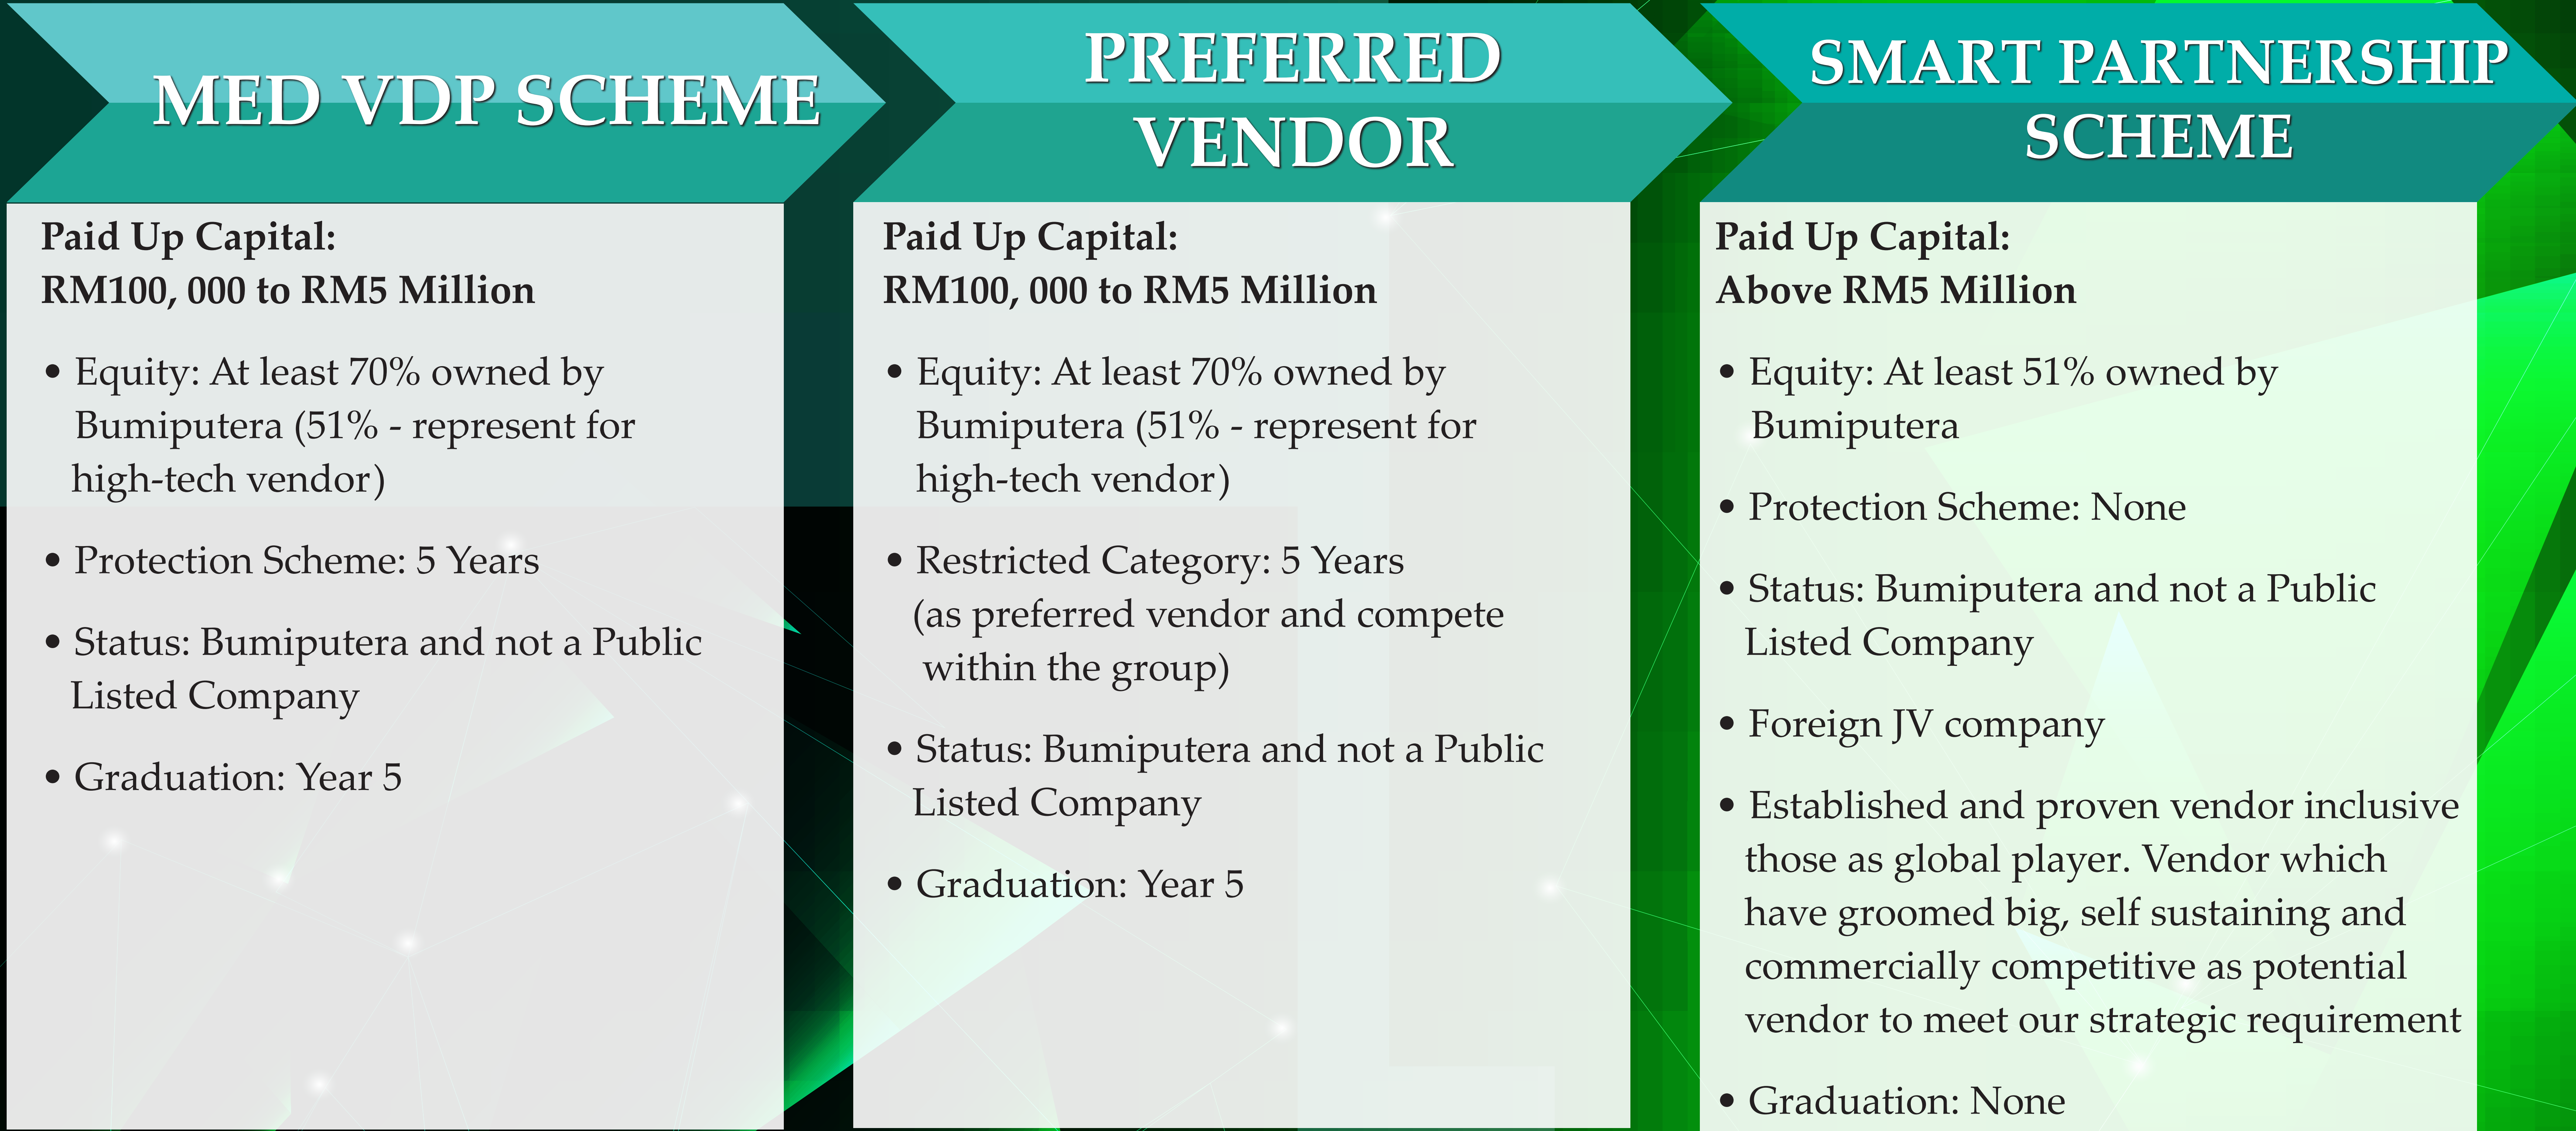 MED VDP SCHEME
Paid Up Capital:
RM100, 000 to RM5 Million
• Equity: At least 70% owned by
Bumiputera (51% - represent for
high-tech vendor)
• Protection Scheme: 5 Years
• Status: Bumiputera and not a Public
Listed Company
• Graduation: Year 5
PREFERRED
VENDOR
Paid Up Capital:
RM100, 000 to RM5 Million
• Equity: At least 70% owned by
Bumiputera (51% - represent for
high-tech vendor)
• Restricted Category: 5 Years
(as preferred vendor and compete
within the group)
• Status: Bumiputera and not a Public
Listed Company
• Graduation: Year 5
SMART PARTNERSHIP
SCHEME
Paid Up Capital:
Above RM5 Million
• Equity: At least 51% owned by
Bumiputera
• Protection Scheme: None
• Status: Bumiputera and not a Public
Listed Company
• Foreign JV company
• Established and proven vendor inclusive
those as global player. Vendor which
have groomed big, self sustaining and
commercially competitive as potential
vendor to meet our strategic requirement
• Graduation: None